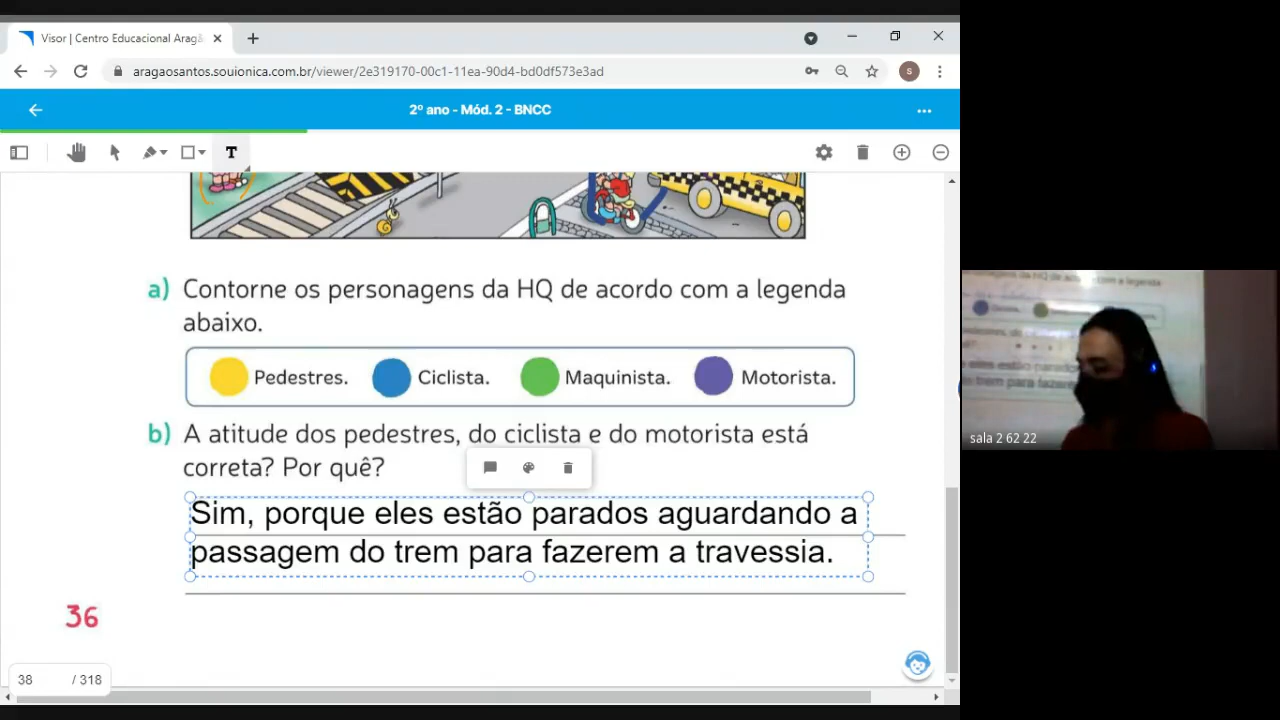 Visor | Centro Educacional Aragã
aragaosantos.souionica.com.br/viewer/2e319170-00c1-11ea-90d4-bd0df573e3ad
S
2º ano - Mód. 2 - BNCC
T
a) Contorne os personagens da HQ de acordo com a legenda
abaixo.
Pedestres. Ciclista. Maquinista. Motorista.
b) A atitude dos pedestres, do ciclista e do motorista está
correta? Por quê?
Sim, porque eles estão parados aguardando a
passagem do trem para fazerem a travessia.
36
38 / 318
sala 2 62 22